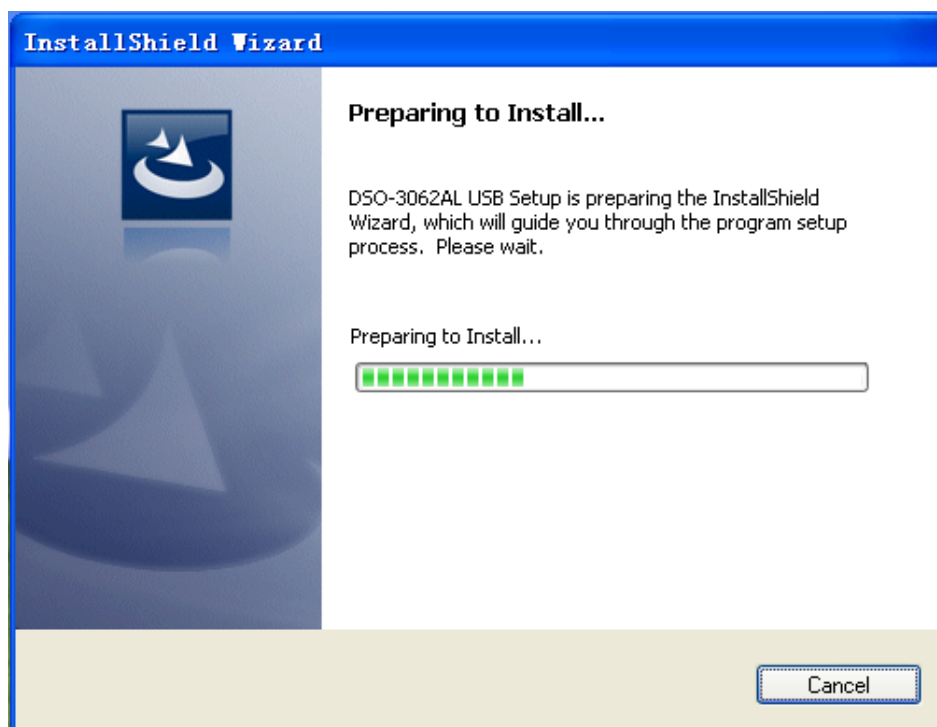 InstallShield Wizard
Preparing to Install...
DSO-3062AL USB Setup is preparing the InstallShield
Wizard, which will guide you through the program setup
process.  Please wait.
Preparing to Install...
Cancel